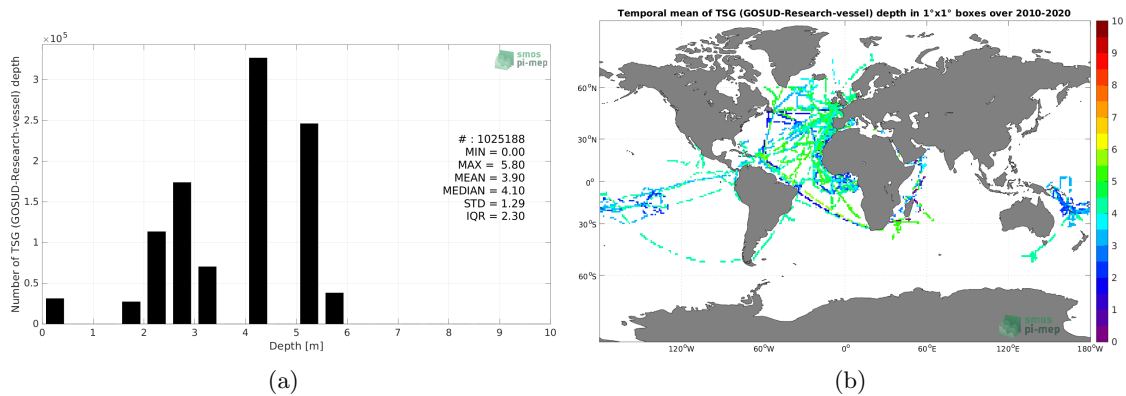 ×10⁵
3
2.5
2
1.5
1
0.5
0
0 1 2 3 4 5 6 7 8 9 10
Number of TSG (GOSUD-Research-vessel) depth
Depth [m]
smos
pi-mep
# : 1025188
MIN = 0.00
MAX = 5.80
MEAN = 3.90
MEDIAN = 4.10
STD = 1.29
IQR = 2.30
(a)
Temporal mean of TSG (GOSUD-Research-vessel) depth in 1°x1° boxes over 2010-2020
60°N
30°N
0°
30°S
60°S
120°W 60°W 0° 60°E 120°E 180°W
smos
pi-mep
10
9
8
7
6
5
4
3
2
1
0
(b)